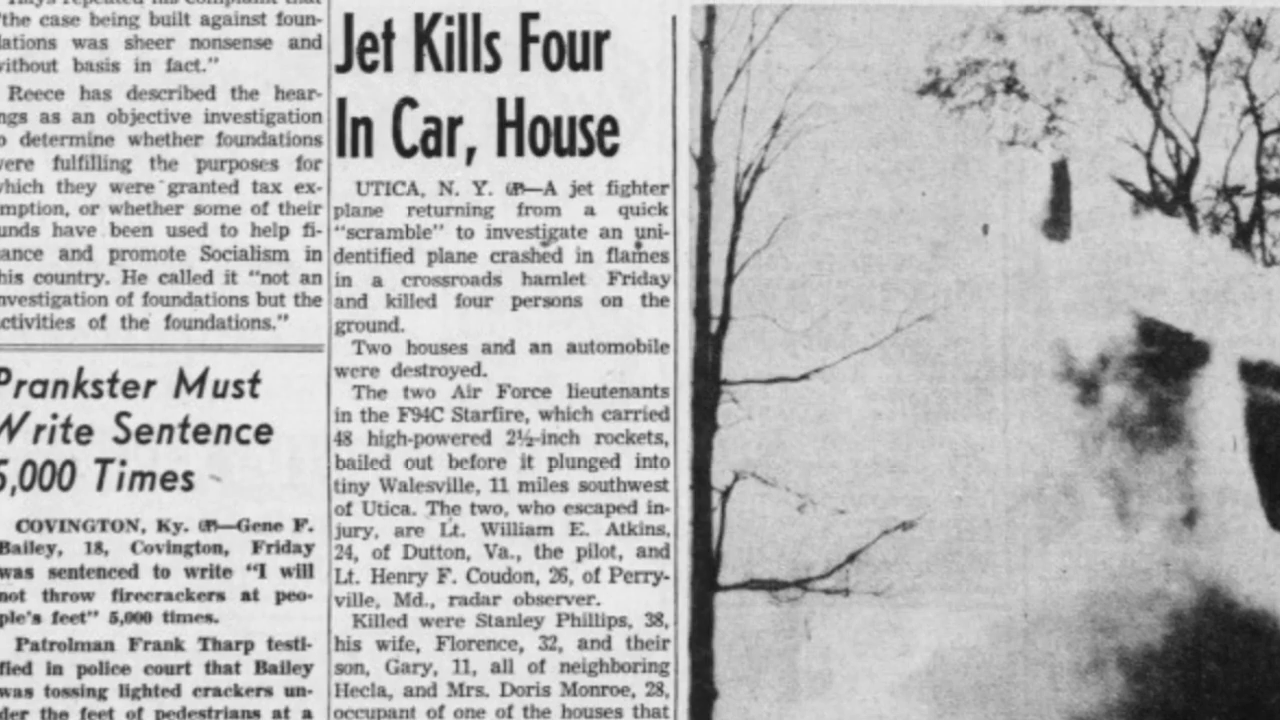 "the case being built against foun-
dations was sheer nonsense and
without basis in fact."
Reece has described the hear-
ings as an objective investigation
to determine whether foundations
were fulfilling the purposes for
which they were granted tax ex-
emption, or whether some of their
funds have been used to help fi-
nance and promote Socialism in
this country. He called it "not an
investigation of foundations but the
activities of the foundations."
Prankster Must
Write Sentence
5,000 Times
COVINGTON, Ky. (AP)—Gene F.
Bailey, 18, Covington, Friday
was sentenced to write "I will
not throw firecrackers at peo-
ple's feet" 5,000 times.
Patrolman Frank Tharp testi-
fied in police court that Bailey
was tossing lighted crackers un-
der the feet of pedestrians at a
Jet Kills Four
In Car, House
UTICA, N. Y. (AP)—A jet fighter
plane returning from a quick
"scramble" to investigate an uni-
dentified plane crashed in flames
in a crossroads hamlet Friday
and killed four persons on the
ground.
Two houses and an automobile
were destroyed.
The two Air Force lieutenants
in the F94C Starfire, which carried
48 high-powered 2½-inch rockets,
bailed out before it plunged into
tiny Walesville, 11 miles southwest
of Utica. The two, who escaped in-
jury, are Lt. William E. Atkins,
24, of Dutton, Va., the pilot, and
Lt. Henry F. Coudon, 26, of Perry-
ville, Md., radar observer.
Killed were Stanley Phillips, 38,
his wife, Florence, 32, and their
son, Gary, 11, all of neighboring
Hecla, and Mrs. Doris Monroe, 28,
occupant of one of the houses that